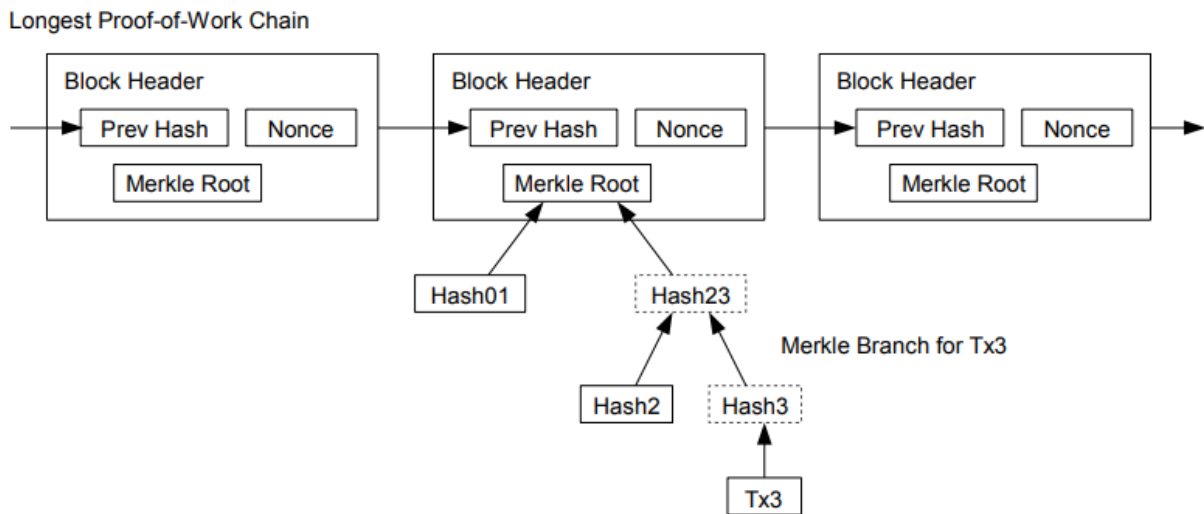 Longest Proof-of-Work Chain
Block Header Block Header Block Header
Prev Hash Nonce Prev Hash Nonce Prev Hash Nonce
Merkle Root Merkle Root Merkle Root
Hash01 Hash23
Merkle Branch for Tx3
Hash2 Hash3
Tx3